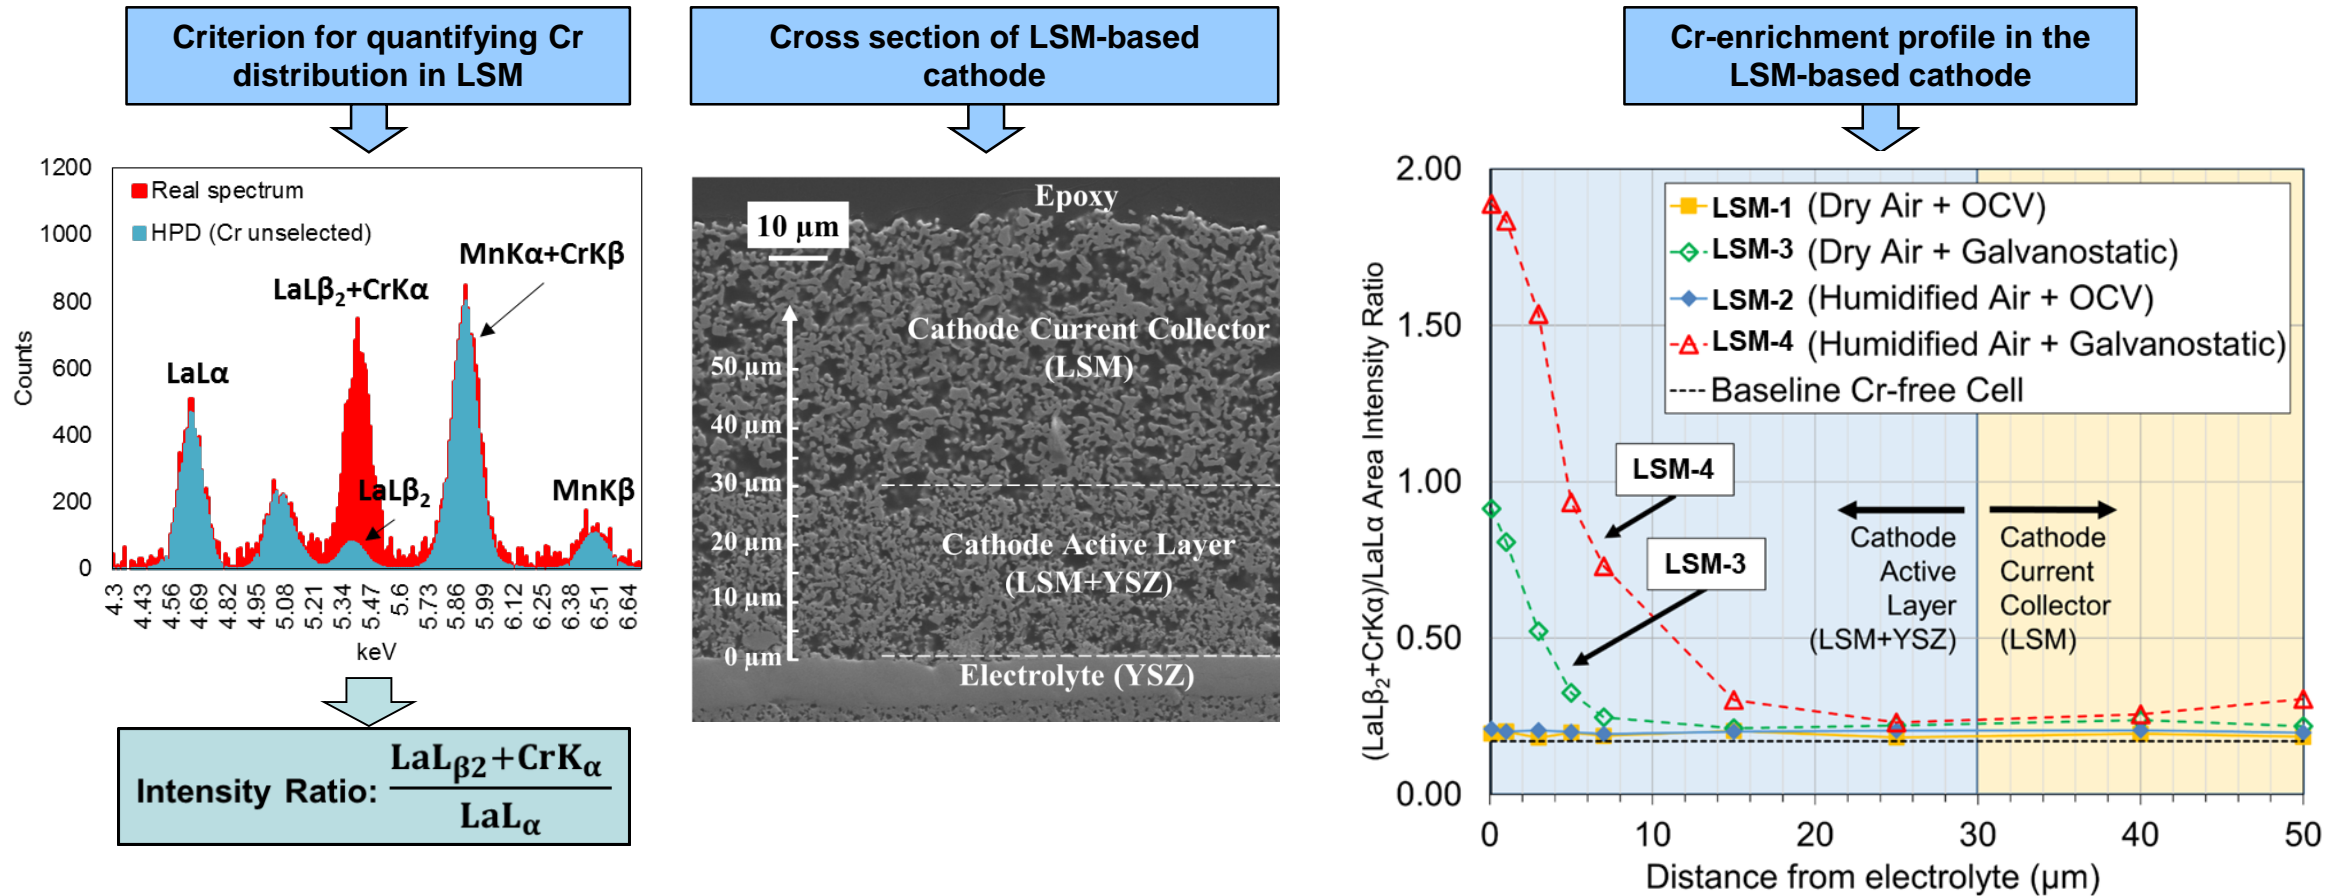 Criterion for quantifying Cr
distribution in LSM
1200
1000
800
600
400
200
0
Counts
Real spectrum
HPD (Cr unselected)
LaLα
LaLβ₂+CrKα
MnKα+CrKβ
LaLβ₂
MnKβ
4.3
4.43
4.56
4.69
4.82
4.95
5.08
5.21
5.34
5.47
5.6
5.73
5.86
5.99
6.12
6.25
6.38
6.51
6.64
keV
Intensity Ratio: LaLβ2+CrKα
LaLα
Cross section of LSM-based
cathode
Epoxy
10 µm
Cathode Current Collector
(LSM)
50 µm
40 µm
30 µm
20 µm
10 µm
0 µm
Cathode Active Layer
(LSM+YSZ)
Electrolyte (YSZ)
Cr-enrichment profile in the
LSM-based cathode
2.00
1.50
1.00
0.50
0.00
(LaLβ₂+CrKα)/LaLα Area Intensity Ratio
LSM-1 (Dry Air + OCV)
LSM-3 (Dry Air + Galvanostatic)
LSM-2 (Humidified Air + OCV)
LSM-4 (Humidified Air + Galvanostatic)
Baseline Cr-free Cell
LSM-4
LSM-3
Cathode
Active
Layer
(LSM+YSZ)
Cathode
Current
Collector
(LSM)
0
10
20
30
40
50
Distance from electrolyte (µm)